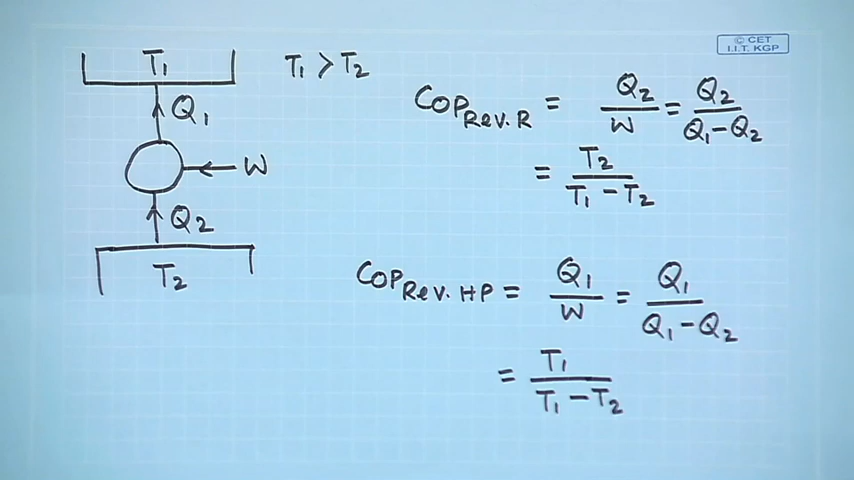 © CET
I.I.T. KGP
T₁
T₁ > T₂
Q₁
W
Q₂
T₂
COP_Rev.R = Q₂/W = Q₂/(Q₁-Q₂)
= T₂/(T₁-T₂)
COP_Rev.HP = Q₁/W = Q₁/(Q₁-Q₂)
= T₁/(T₁-T₂)